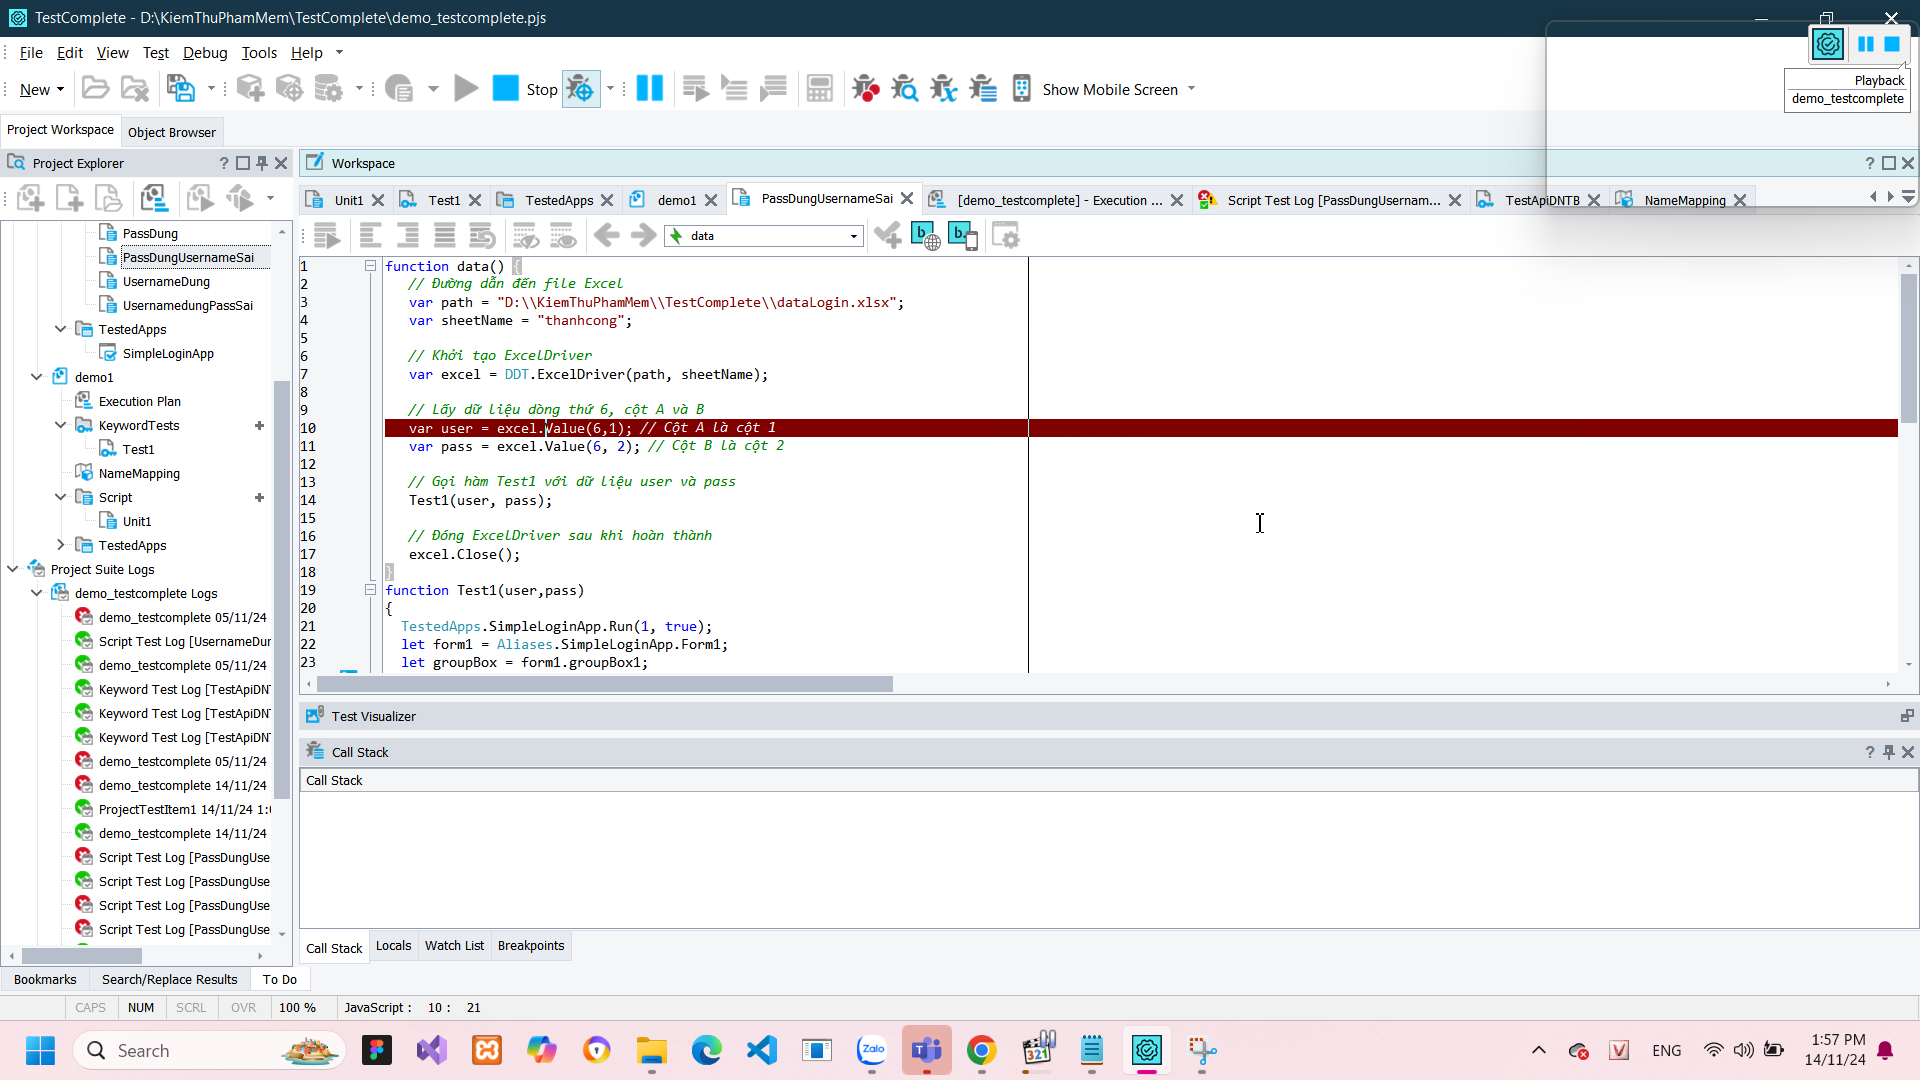 TestComplete - D:\KiemThuPhamMem\TestComplete\demo_testcomplete.pjs
File Edit View Test Debug Tools Help
New Stop Show Mobile Screen
Playback
demo_testcomplete
Project Workspace Object Browser
Project Explorer
Workspace
Unit1 Test1 TestedApps demo1 PassDungUsernameSai [demo_testcomplete] - Execution ... Script Test Log [PassDungUsernam... TestApiDNTB NameMapping
data
PassDung
PassDungUsernameSai
UsernameDung
UsernamedungPassSai
TestedApps
SimpleLoginApp
demo1
Execution Plan
KeywordTests
Test1
NameMapping
Script
Unit1
TestedApps
Project Suite Logs
demo_testcomplete Logs
demo_testcomplete 05/11/24
Script Test Log [UsernameDur
demo_testcomplete 05/11/24
Keyword Test Log [TestApiDN
Keyword Test Log [TestApiDN
Keyword Test Log [TestApiDN
demo_testcomplete 05/11/24
demo_testcomplete 14/11/24
ProjectTestItem1 14/11/24 1:
demo_testcomplete 14/11/24
Script Test Log [PassDungUse
Script Test Log [PassDungUse
Script Test Log [PassDungUse
Script Test Log [PassDungUse
1 function data() {
2 // Đường dẫn đến file Excel
3 var path = "D:\\KiemThuPhamMem\\TestComplete\\dataLogin.xlsx";
4 var sheetName = "thanhcong";
5
6 // Khởi tạo ExcelDriver
7 var excel = DDT.ExcelDriver(path, sheetName);
8
9 // Lấy dữ liệu dòng thứ 6, cột A và B
10 var user = excel.Value(6,1); // Cột A là cột 1
11 var pass = excel.Value(6, 2); // Cột B là cột 2
12
13 // Gọi hàm Test1 với dữ liệu user và pass
14 Test1(user, pass);
15
16 // Đóng ExcelDriver sau khi hoàn thành
17 excel.Close();
18 }
19 function Test1(user,pass)
20 {
21 TestedApps.SimpleLoginApp.Run(1, true);
22 let form1 = Aliases.SimpleLoginApp.Form1;
23 let groupBox = form1.groupBox1;
Test Visualizer
Call Stack
Call Stack
Call Stack Locals Watch List Breakpoints
Bookmarks Search/Replace Results To Do
CAPS NUM SCRL OVR 100 % JavaScript : 10 : 21
Search Zalo 321 ENG 1:57 PM
14/11/24